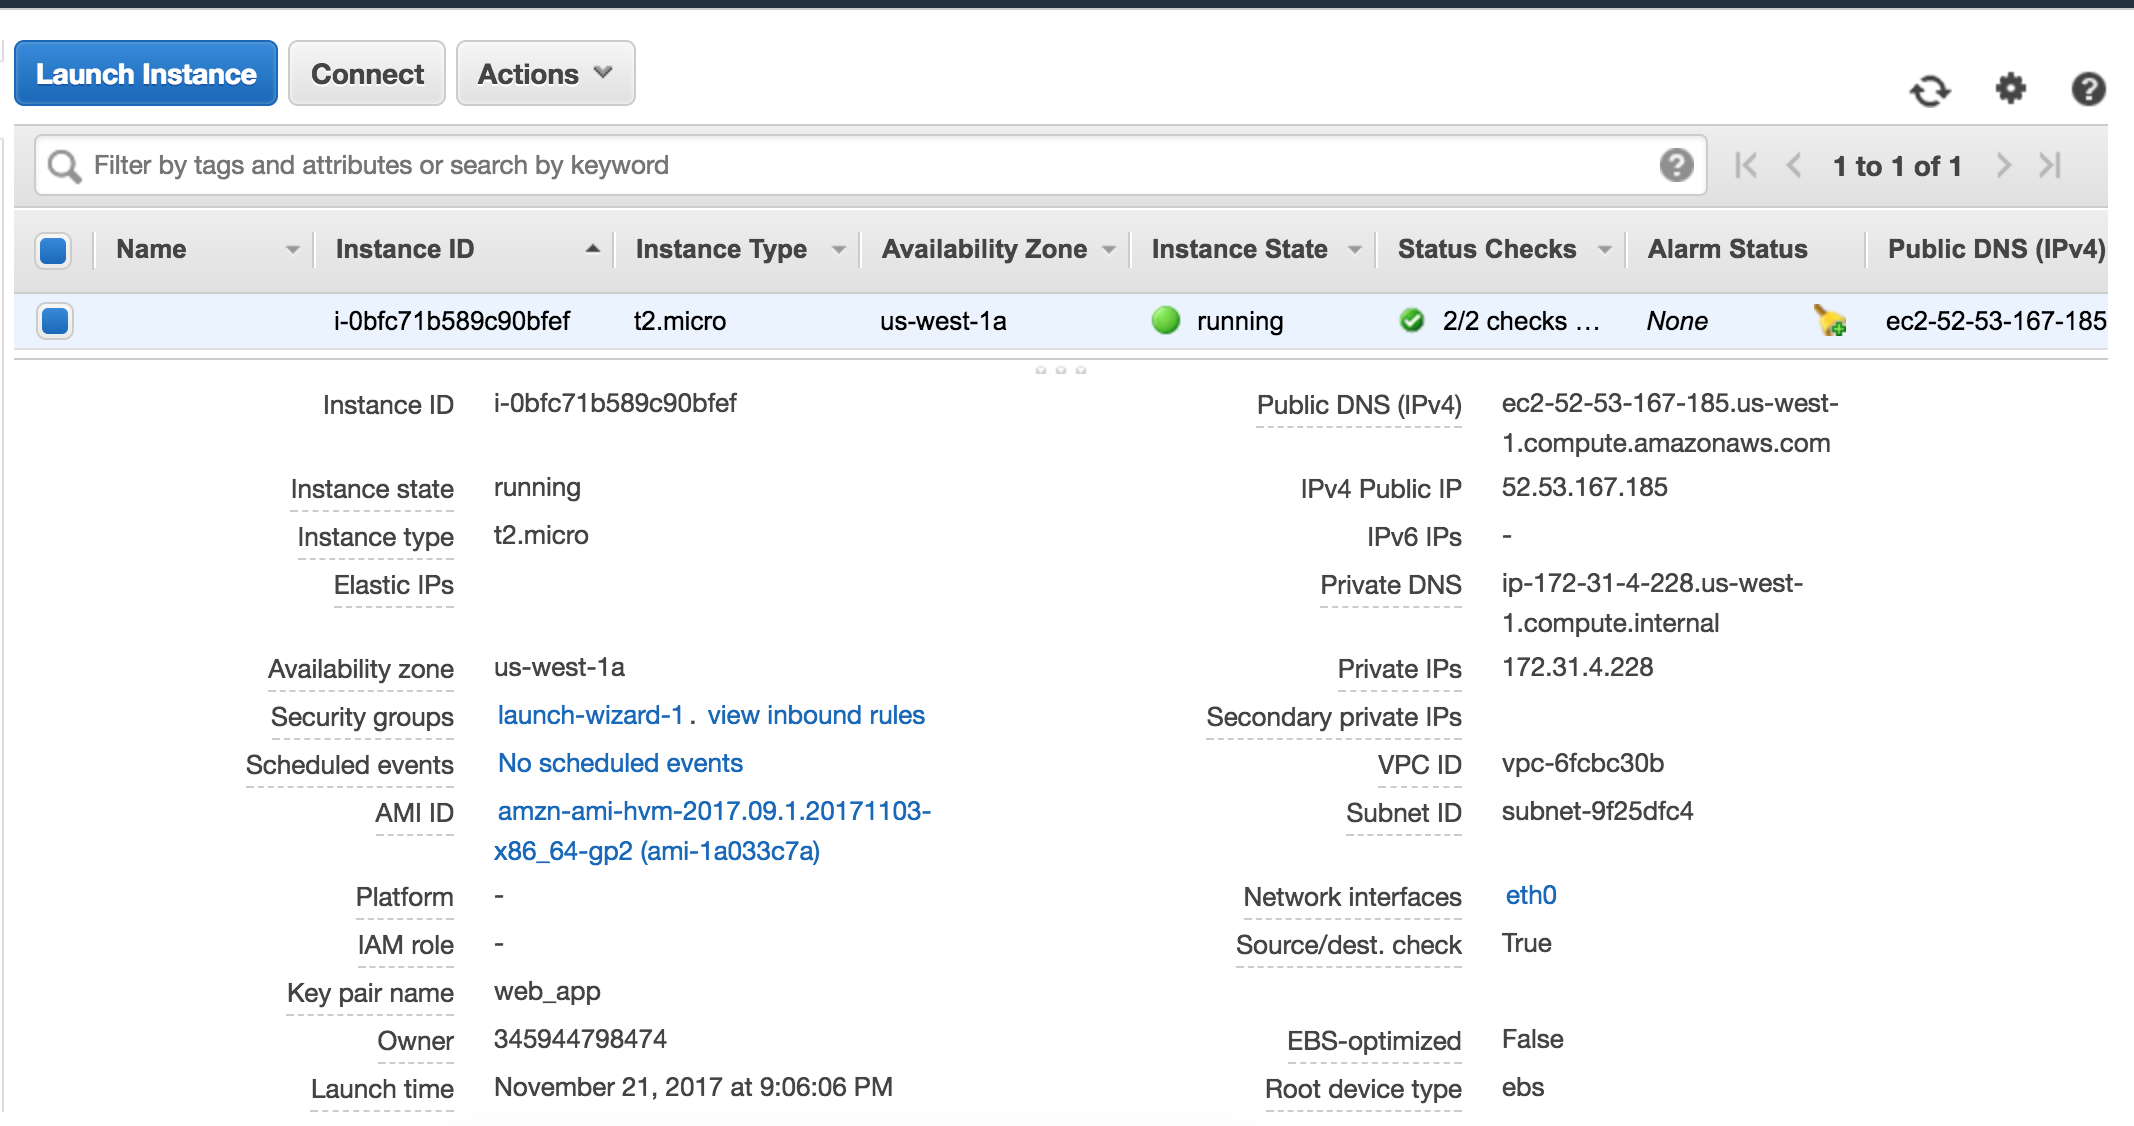 Launch Instance Connect Actions
Filter by tags and attributes or search by keyword ? 1 to 1 of 1
Name Instance ID Instance Type Availability Zone Instance State Status Checks Alarm Status Public DNS (IPv4)
i-0bfc71b589c90bfef t2.micro us-west-1a running 2/2 checks ... None ec2-52-53-167-185
Instance ID i-0bfc71b589c90bfef
Public DNS (IPv4) ec2-52-53-167-185.us-west-
1.compute.amazonaws.com
Instance state running
IPv4 Public IP 52.53.167.185
Instance type t2.micro
IPv6 IPs -
Elastic IPs
Private DNS ip-172-31-4-228.us-west-
1.compute.internal
Availability zone us-west-1a
Private IPs 172.31.4.228
Security groups launch-wizard-1 . view inbound rules
Secondary private IPs
Scheduled events No scheduled events
VPC ID vpc-6fcbc30b
AMI ID amzn-ami-hvm-2017.09.1.20171103-
x86_64-gp2 (ami-1a033c7a)
Subnet ID subnet-9f25dfc4
Platform -
Network interfaces eth0
IAM role -
Source/dest. check True
Key pair name web_app
Owner 345944798474
EBS-optimized False
Launch time November 21, 2017 at 9:06:06 PM
Root device type ebs